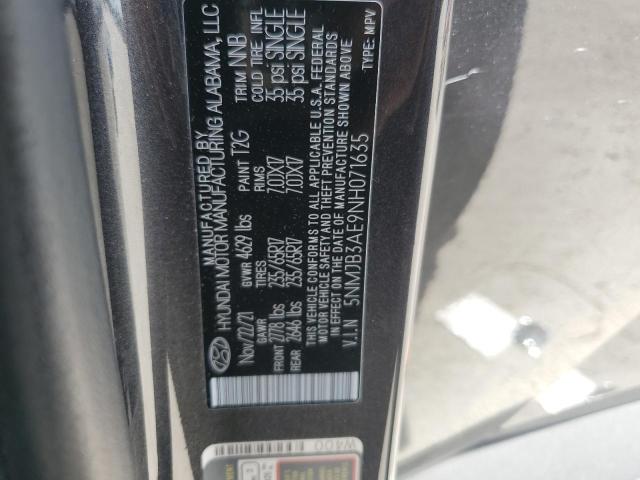 MANUFACTURED BY
HYUNDAI MOTOR MANUFACTURING ALABAMA, LLC
Nov/22/21 GVWR 4629 lbs PAINT T2G TRIM NNB
GAWR TIRES RIMS COLD TIRE INFL
FRONT 2778 lbs 235/65R17 7.0JX17 35 psi SINGLE
REAR 2646 lbs 235/65R17 7.0JX17 35 psi SINGLE
THIS VEHICLE CONFORMS TO ALL APPLICABLE U.S.A. FEDERAL
MOTOR VEHICLE SAFETY AND THEFT PREVENTION STANDARDS
IN EFFECT ON THE DATE OF MANUFACTURE SHOWN ABOVE
V.I.N 5NMJB3AE9NH071635 TYPE: MPV
W400